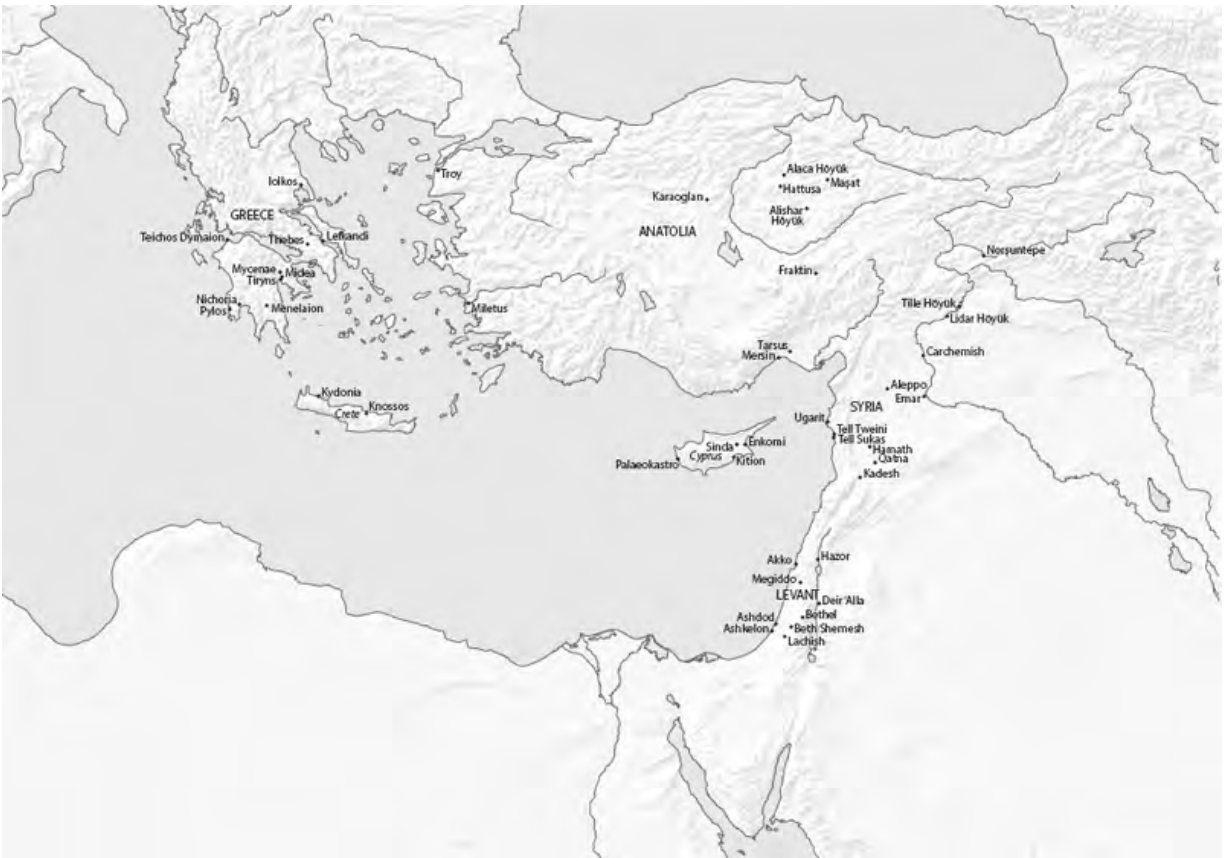 Alaca Höyük
Troy
Hattusa
Maşat
Iolkos
Karaoglan
Alishar
Höyük
GREECE
ANATOLIA
Teichos Dymaion
Thebes
Lefkandi
Norşuntepe
Mycenae
Midea
Tiryns
Fraktin
Nichoria
Pylos
Menelaion
Miletus
Tille Höyük
Lidar Höyük
Tarsus
Mersin
Carchemish
Aleppo
Emar
Kydonia
Knossos
Crete
SYRIA
Ugarit
Tell Tweini
Tell Sukas
Sinda
Enkomi
Hamath
Cyprus
Kition
Qatna
Palaeokastro
Kadesh
Akko
Hazor
Megiddo
LEVANT
Deir 'Alla
Bethel
Ashdod
Ashkelon
Beth Shemesh
Lachish